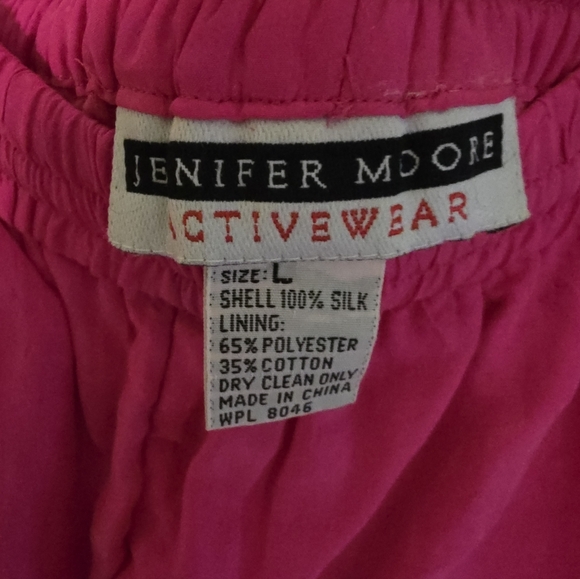 JENIFER MOORE
ACTIVEWEAR
SIZE: L
SHELL 100% SILK
LINING:
65% POLYESTER
35% COTTON
DRY CLEAN ONLY
MADE IN CHINA
WPL 8046